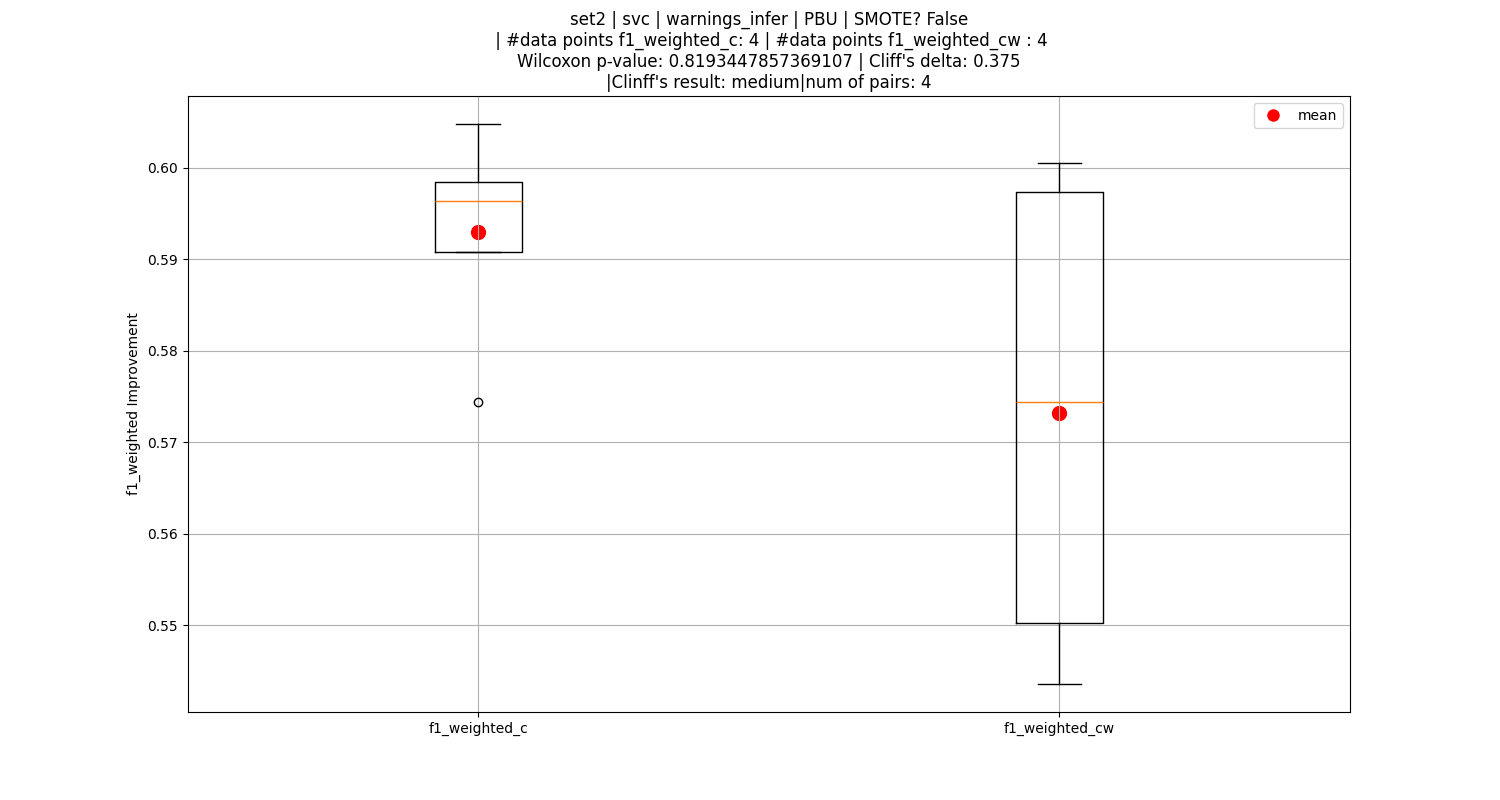 set2 | svc | warnings_infer | PBU | SMOTE? False
| #data points f1_weighted_c: 4 | #data points f1_weighted_cw : 4
Wilcoxon p-value: 0.8193447857369107 | Cliff's delta: 0.375
|Clinff's result: medium|num of pairs: 4
mean
0.60
0.59
0.58
0.57
0.56
0.55
f1_weighted Improvement
f1_weighted_c
f1_weighted_cw